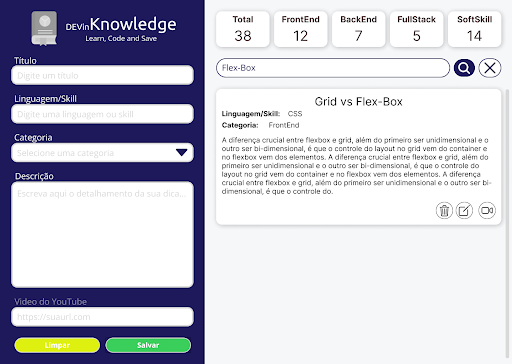 DEVinKnowledge
Learn, Code and Save
Título
Digite um título
Linguagem/Skill
Digite uma linguagem ou skill
Categoria
Selecione uma categoria
Descrição
Escreva aqui o detalhamento da sua dica...
Video do YouTube
https://suaurl.com
Limpar
Salvar
Total
38
FrontEnd
12
BackEnd
7
FullStack
5
SoftSkill
14
Flex-Box
Grid vs Flex-Box
Linguagem/Skill: CSS
Categoria: FrontEnd
A diferença crucial entre flexbox e grid, além do primeiro ser unidimensional e o
outro ser bi-dimensional, é que o controle do layout no grid vem do container e
no flexbox vem dos elementos. A diferença crucial entre flexbox e grid, além do
primeiro ser unidimensional e o outro ser bi-dimensional, é que o controle do
layout no grid vem do container e no flexbox vem dos elementos. A diferença
crucial entre flexbox e grid, além do primeiro ser unidimensional e o outro ser bi-
dimensional, é que o controle do.